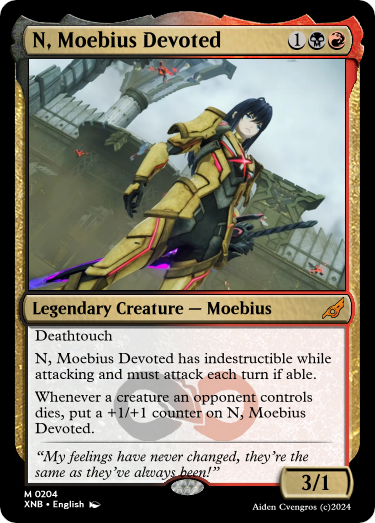 N, Moebius Devoted 1
Legendary Creature — Moebius
Deathtouch
N, Moebius Devoted has indestructible while
attacking and must attack each turn if able.
Whenever a creature an opponent controls
dies, put a +1/+1 counter on N, Moebius
Devoted.
“My feelings have never changed, they’re the
same as they’ve always been!”
3/1
M 0204
XNB • English
Aiden Cvengros (c)2024